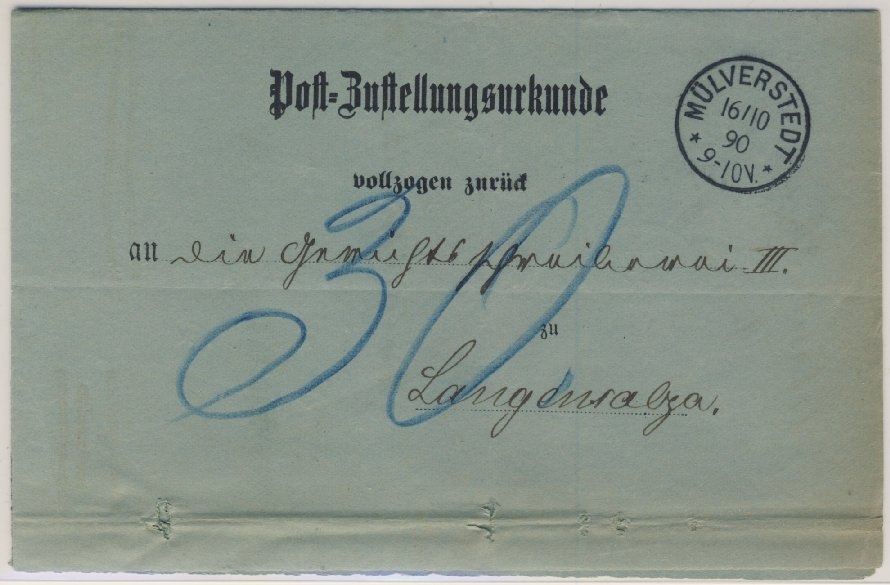 Post-Zustellungsurkunde
MÜLVERSTEDT
16/10
90
9-10V.
vollzogen zurück
an die Gerichtsschreiberei III.
30
zu
Langensalza.